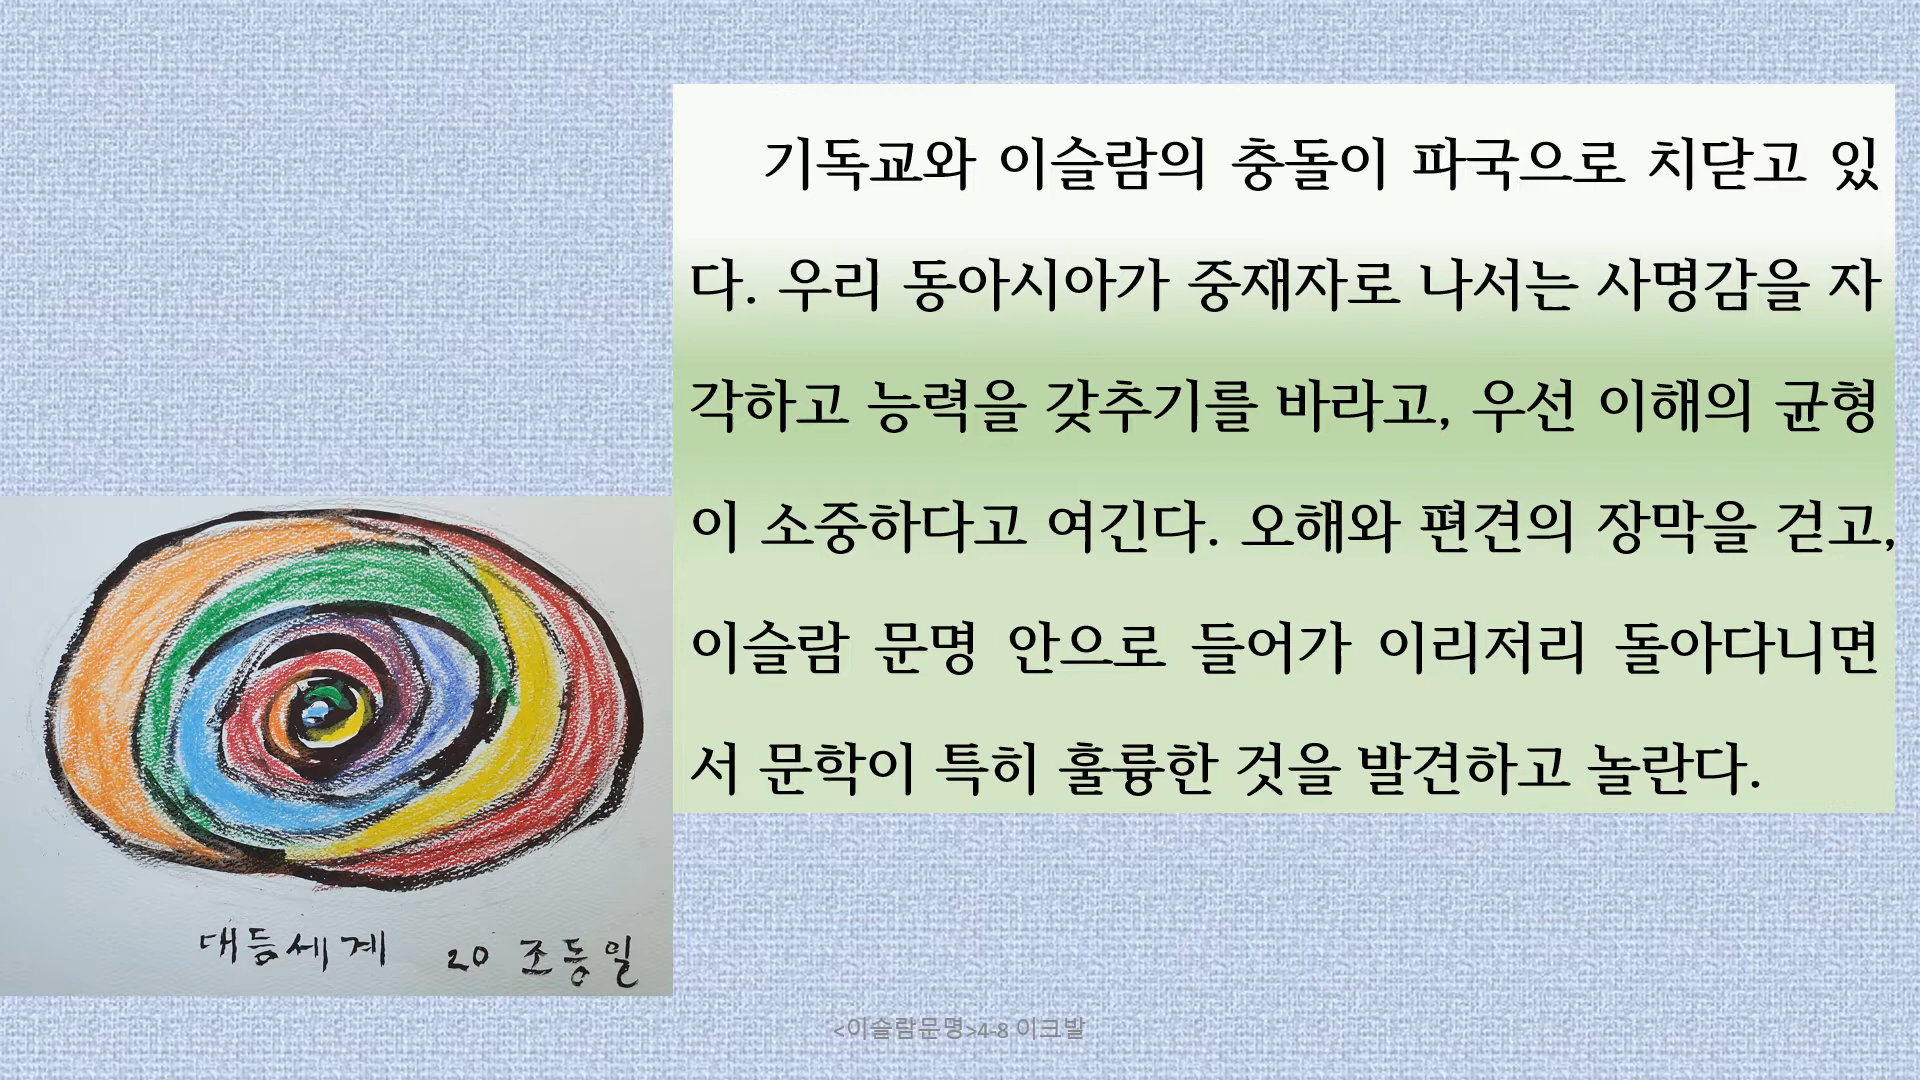 기독교와 이슬람의 충돌이 파국으로 치닫고 있
다. 우리 동아시아가 중재자로 나서는 사명감을 자
각하고 능력을 갖추기를 바라고, 우선 이해의 균형
이 소중하다고 여긴다. 오해와 편견의 장막을 걷고,
이슬람 문명 안으로 들어가 이리저리 돌아다니면
서 문학이 특히 훌륭한 것을 발견하고 놀란다.
대등세계 20 조동일
<이슬람문명>4-8 이크발